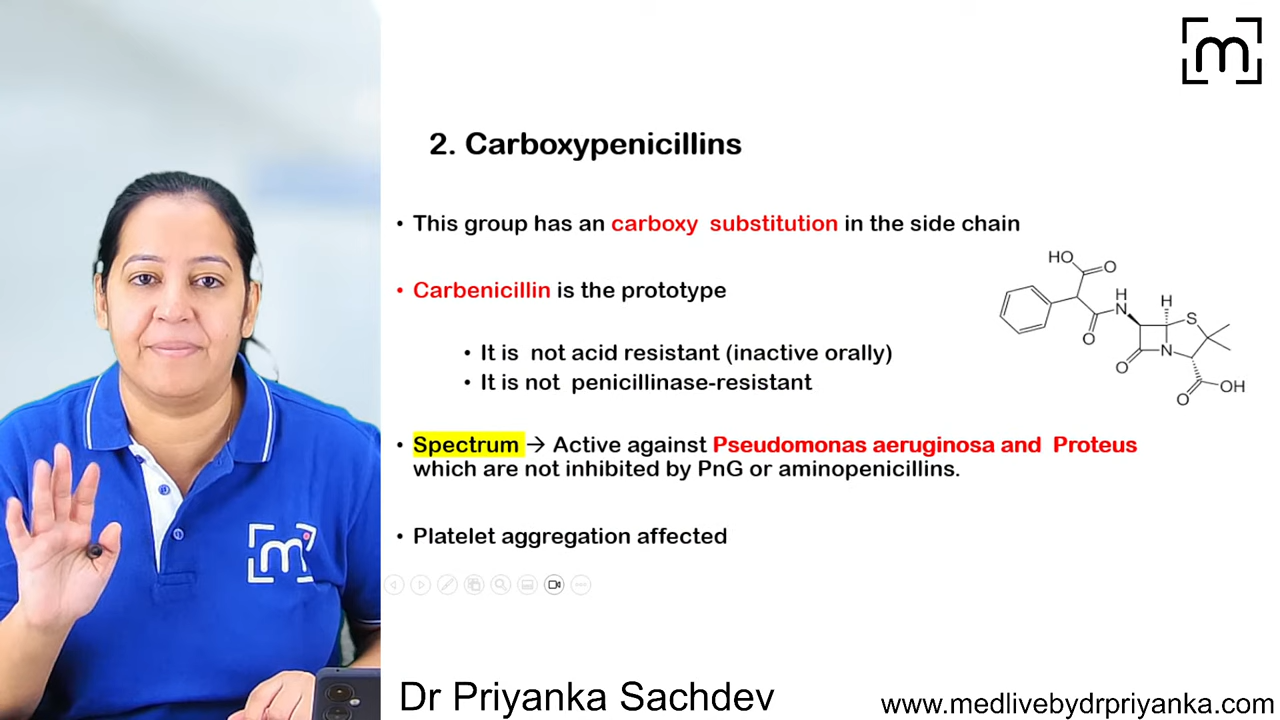 m
2. Carboxypenicillins
• This group has an carboxy substitution in the side chain
• Carbenicillin is the prototype
• It is not acid resistant (inactive orally)
• It is not penicillinase-resistant
• Spectrum → Active against Pseudomonas aeruginosa and Proteus
which are not inhibited by PnG or aminopenicillins.
• Platelet aggregation affected
HO
O
H
N
H
S
O
N
O
O
OH
m
Dr Priyanka Sachdev
www.medlivebydrpriyanka.com